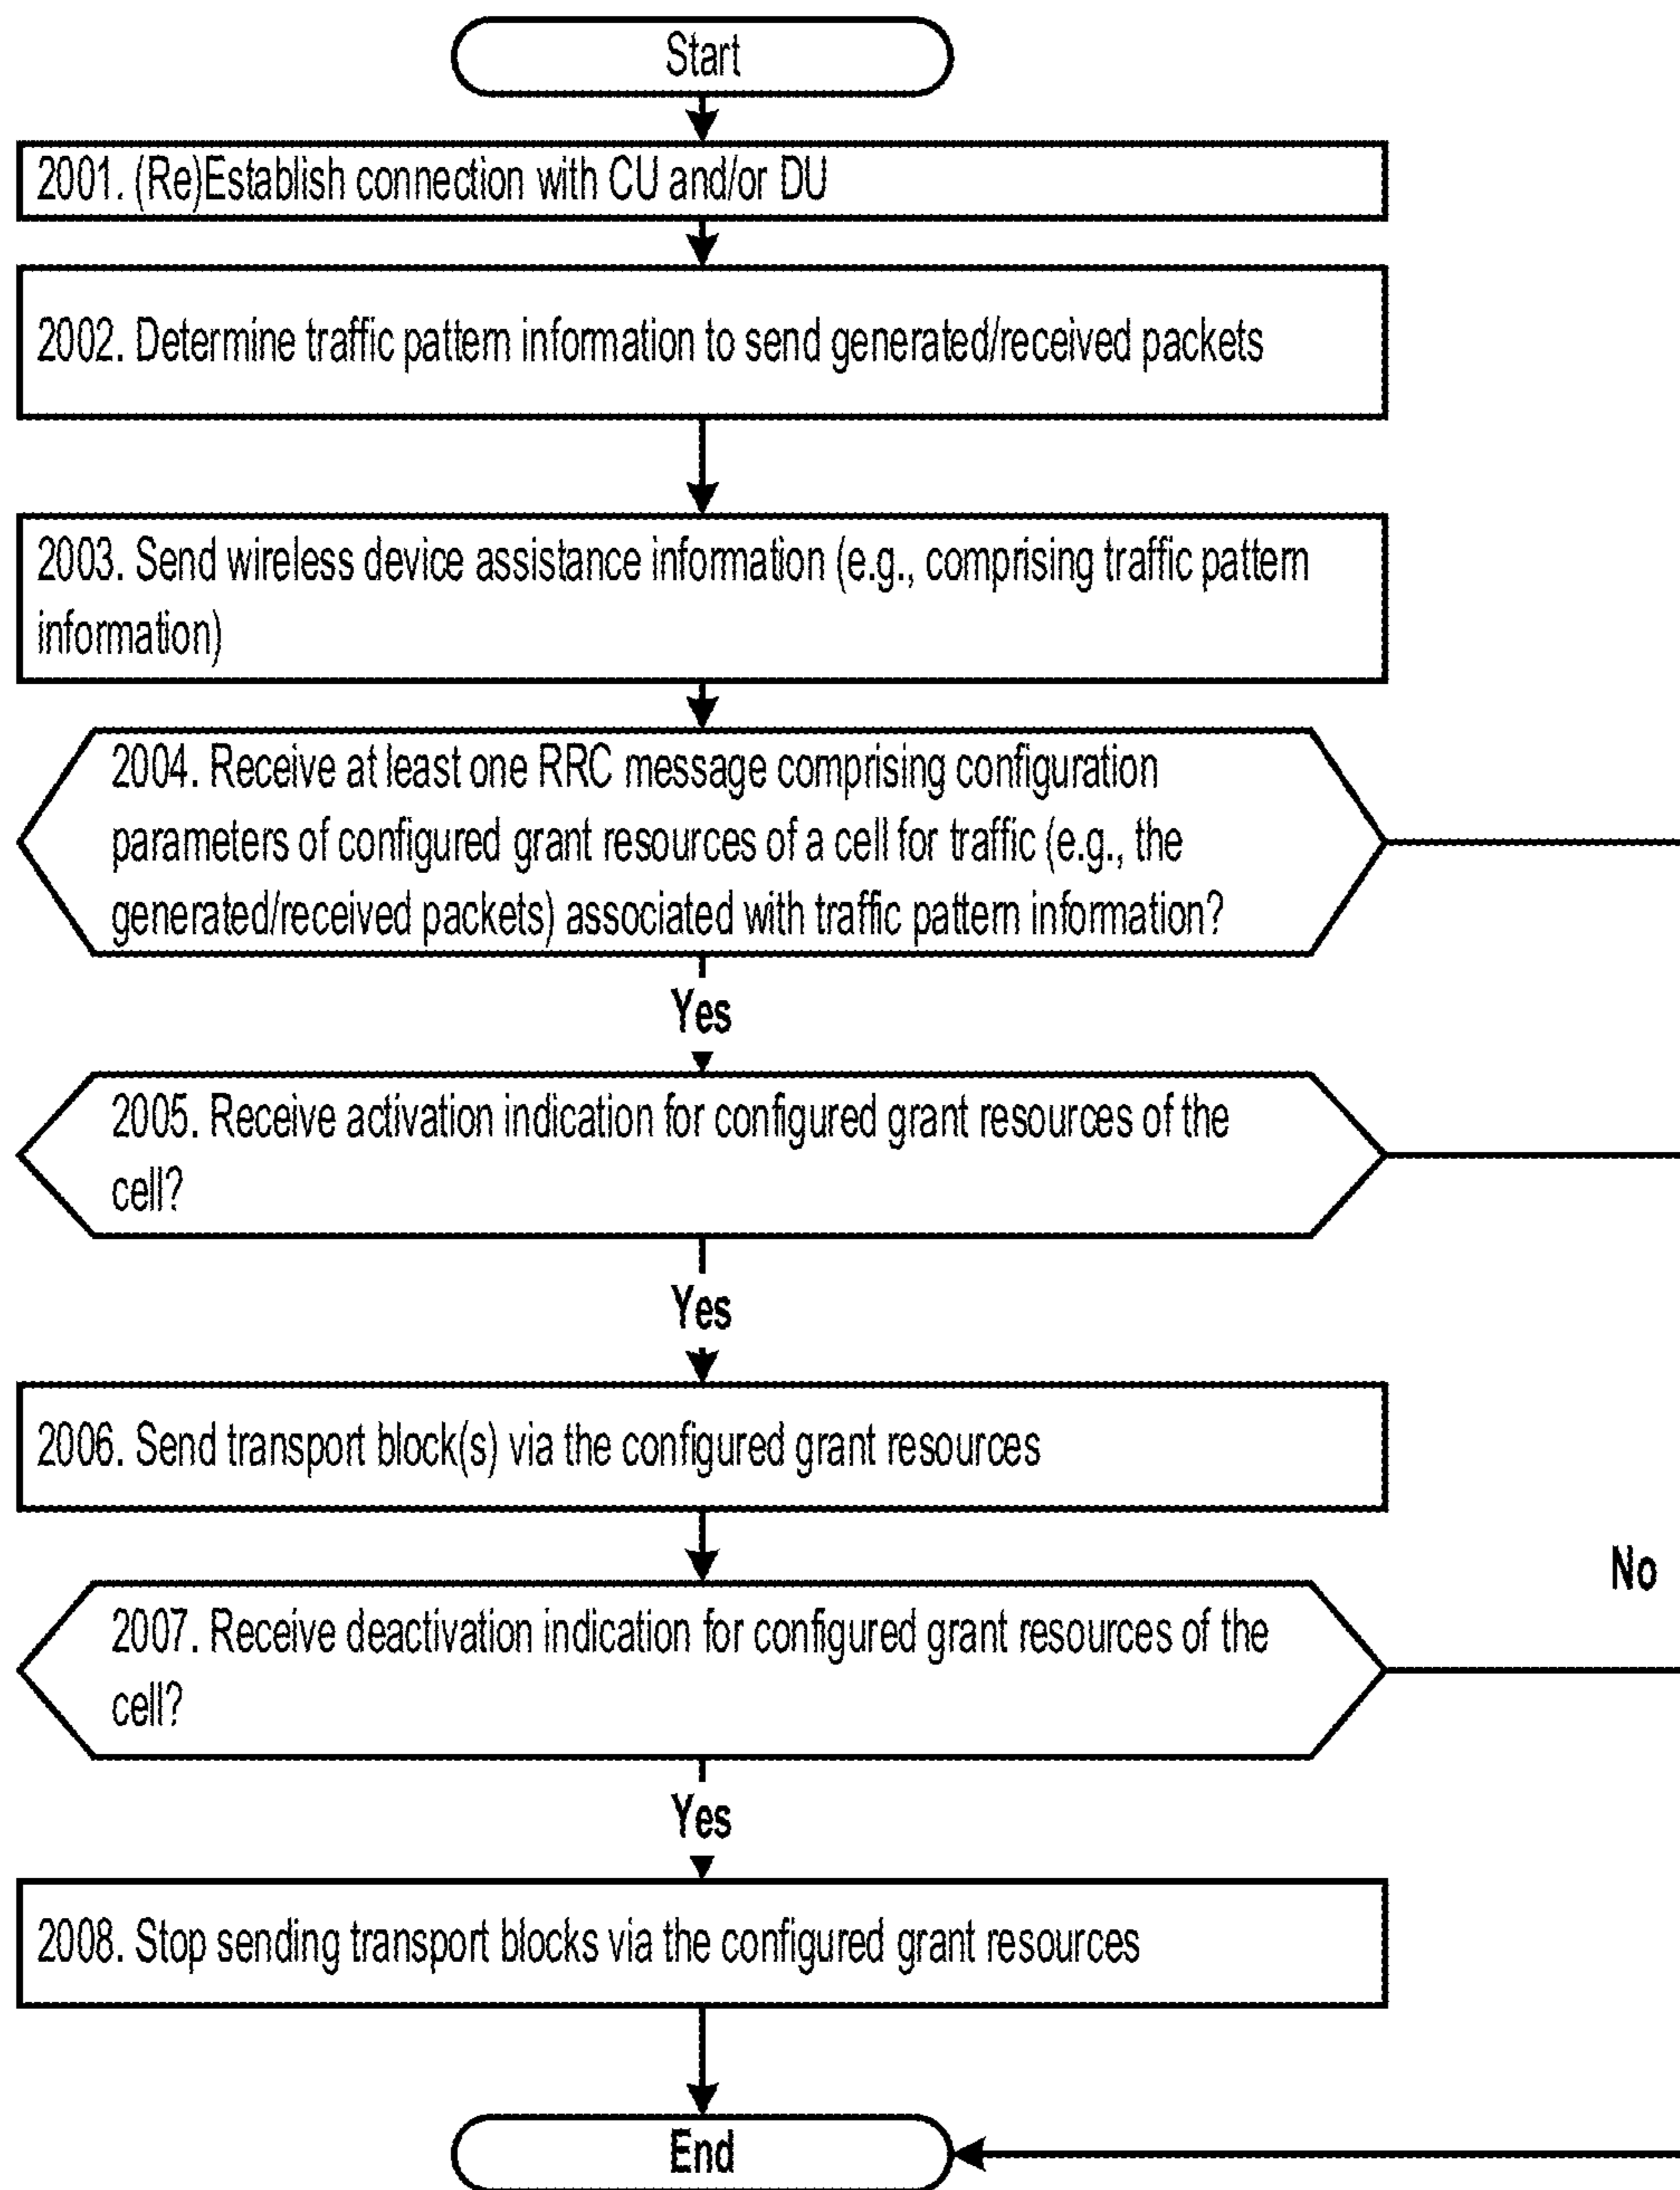 Start
2001. (Re)Establish connection with CU and/or DU
2002. Determine traffic pattern information to send generated/received packets
2003. Send wireless device assistance information (e.g., comprising traffic pattern
information)
2004. Receive at least one RRC message comprising configuration
parameters of configured grant resources of a cell for traffic (e.g., the
generated/received packets) associated with traffic pattern information?
Yes
2005. Receive activation indication for configured grant resources of the
cell?
Yes
2006. Send transport block(s) via the configured grant resources
No
2007. Receive deactivation indication for configured grant resources of the
cell?
Yes
2008. Stop sending transport blocks via the configured grant resources
End